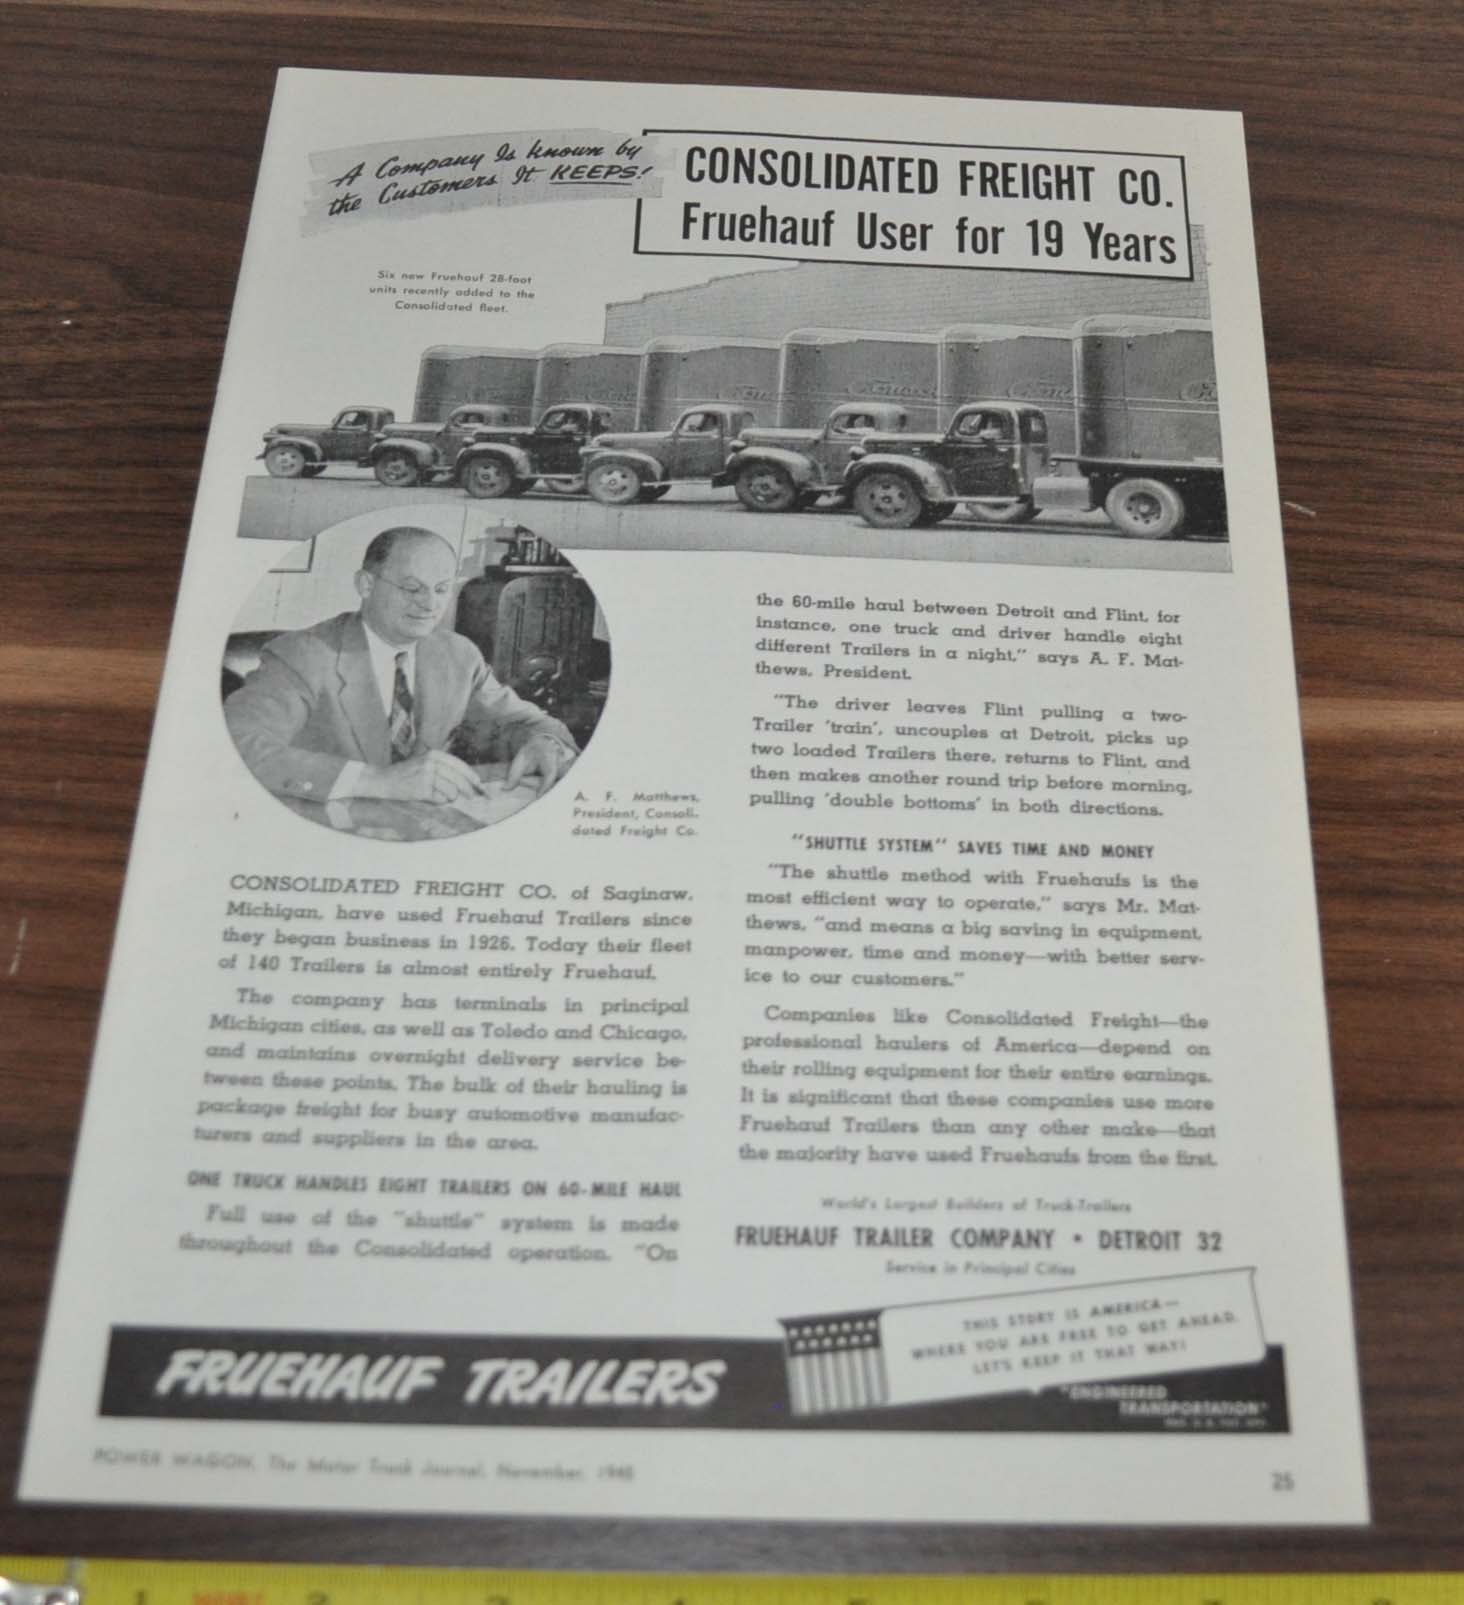 A Company Is known by
the Customers It KEEPS!
CONSOLIDATED FREIGHT CO.
Fruehauf User for 19 Years
Six new Fruehauf 28-foot
units recently added to the
Consolidated fleet.
A. F. Matthews,
President, Consoli-
dated Freight Co.
CONSOLIDATED FREIGHT CO. of Saginaw,
Michigan, have used Fruehauf Trailers since
they began business in 1926. Today their fleet
of 140 Trailers is almost entirely Fruehauf.
The company has terminals in principal
Michigan cities, as well as Toledo and Chicago,
and maintains overnight delivery service be-
tween these points. The bulk of their hauling is
package freight for busy automotive manufac-
turers and suppliers in the area.
ONE TRUCK HANDLES EIGHT TRAILERS ON 60-MILE HAUL
Full use of the "shuttle" system is made
throughout the Consolidated operation. "On
the 60-mile haul between Detroit and Flint, for
instance, one truck and driver handle eight
different Trailers in a night," says A. F. Mat-
thews, President.
"The driver leaves Flint pulling a two-
Trailer 'train', uncouples at Detroit, picks up
two loaded Trailers there, returns to Flint, and
then makes another round trip before morning,
pulling 'double bottoms' in both directions.
"SHUTTLE SYSTEM" SAVES TIME AND MONEY
"The shuttle method with Fruehaufs is the
most efficient way to operate," says Mr. Mat-
thews, "and means a big saving in equipment,
manpower, time and money—with better serv-
ice to our customers."
Companies like Consolidated Freight—the
professional haulers of America—depend on
their rolling equipment for their entire earnings.
It is significant that these companies use more
Fruehauf Trailers than any other make—that
the majority have used Fruehaufs from the first.
World's Largest Builders of Truck-Trailers
FRUEHAUF TRAILER COMPANY • DETROIT 32
Service in Principal Cities
THIS STORY IS AMERICA—
WHERE YOU ARE FREE TO GET AHEAD.
LET'S KEEP IT THAT WAY!
FRUEHAUF TRAILERS
"ENGINEERED
TRANSPORTATION"
REG. U. S. PAT. OFF.
POWER WAGON, The Motor Truck Journal, November,
25
1 2 3 4 5 6 7 8